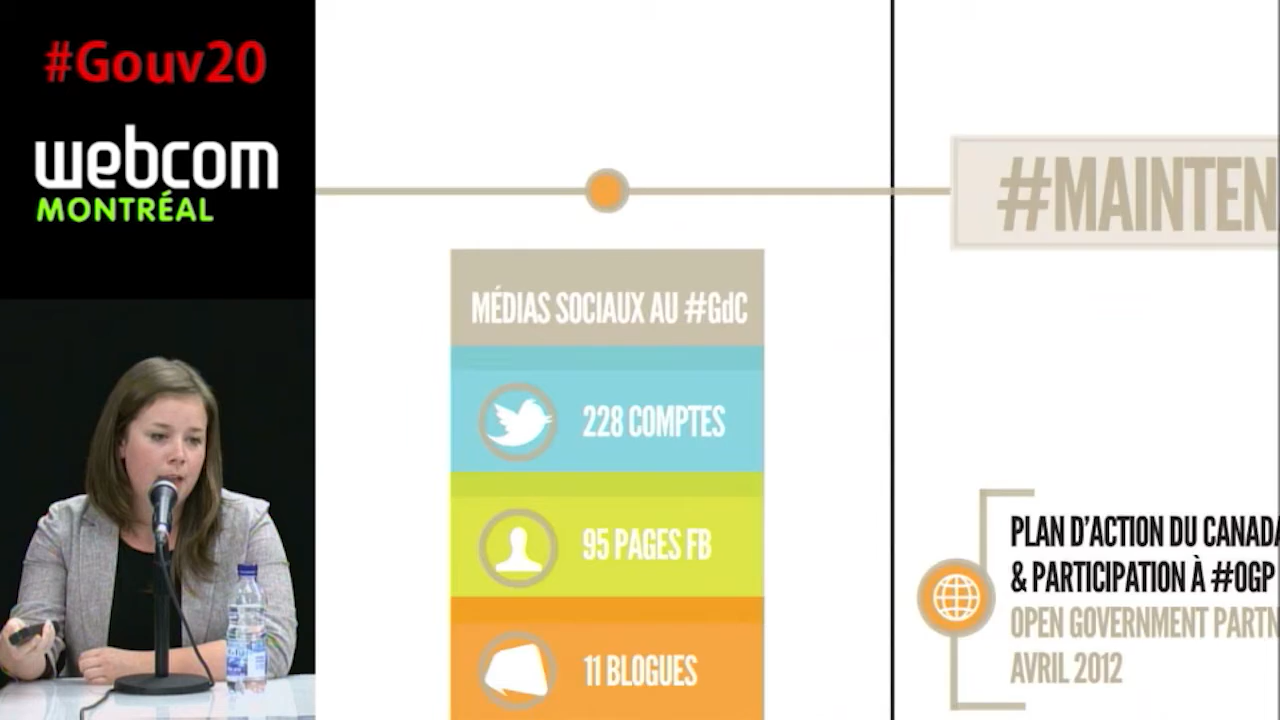 #Gouv20
webcom
MONTRÉAL
#MAINTEN
MÉDIAS SOCIAUX AU #GdC
228 COMPTES
95 PAGES FB
11 BLOGUES
PLAN D'ACTION DU CANADA
& PARTICIPATION À #OGP
OPEN GOVERNMENT PARTN
AVRIL 2012